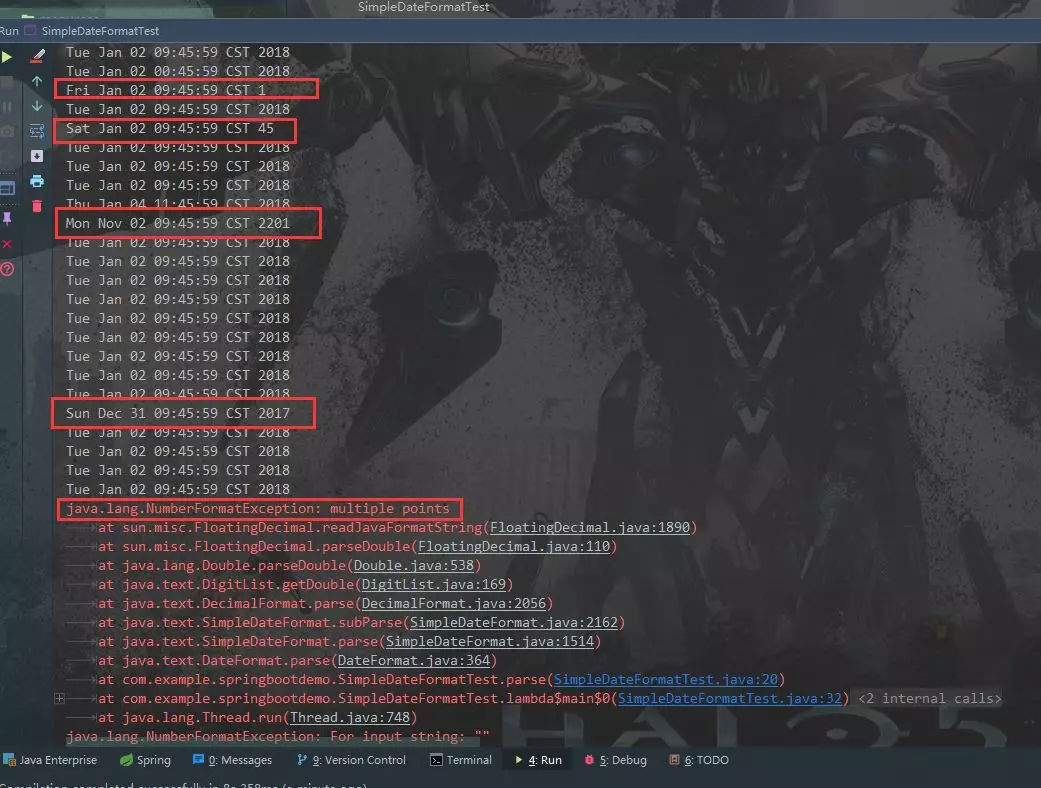 SimpleDateFormatTest
Run SimpleDateFormatTest
Tue Jan 02 09:45:59 CST 2018
Tue Jan 02 00:45:59 CST 2018
Fri Jan 02 09:45:59 CST 1
Tue Jan 02 09:45:59 CST 2018
Sat Jan 02 09:45:59 CST 45
Tue Jan 02 09:45:59 CST 2018
Tue Jan 02 09:45:59 CST 2018
Tue Jan 02 09:45:59 CST 2018
Thu Jan 04 11:45:59 CST 2018
Mon Nov 02 09:45:59 CST 2201
Tue Jan 02 09:45:59 CST 2018
Tue Jan 02 09:45:59 CST 2018
Tue Jan 02 09:45:59 CST 2018
Tue Jan 02 09:45:59 CST 2018
Tue Jan 02 09:45:59 CST 2018
Tue Jan 02 09:45:59 CST 2018
Tue Jan 02 09:45:59 CST 2018
Tue Jan 02 09:45:59 CST 2018
Tue Jan 02 09:45:59 CST 2018
Sun Dec 31 09:45:59 CST 2017
Tue Jan 02 09:45:59 CST 2018
Tue Jan 02 09:45:59 CST 2018
Tue Jan 02 09:45:59 CST 2018
Tue Jan 02 09:45:59 CST 2018
java.lang.NumberFormatException: multiple points
at sun.misc.FloatingDecimal.readJavaFormatString(FloatingDecimal.java:1890)
at sun.misc.FloatingDecimal.parseDouble(FloatingDecimal.java:110)
at java.lang.Double.parseDouble(Double.java:538)
at java.text.DigitList.getDouble(DigitList.java:169)
at java.text.DecimalFormat.parse(DecimalFormat.java:2056)
at java.text.SimpleDateFormat.subParse(SimpleDateFormat.java:2162)
at java.text.SimpleDateFormat.parse(SimpleDateFormat.java:1514)
at java.text.DateFormat.parse(DateFormat.java:364)
at com.example.springbootdemo.SimpleDateFormatTest.parse(SimpleDateFormatTest.java:20)
at com.example.springbootdemo.SimpleDateFormatTest.lambda$main$0(SimpleDateFormatTest.java:32) <2 internal calls>
at java.lang.Thread.run(Thread.java:748)
java.lang.NumberFormatException: For input string: ""
HALO 5
Java Enterprise Spring 0: Messages 9: Version Control Terminal 4: Run 5: Debug 6: TODO
Compilation completed successfully in 8s 358ms (a minute ago)